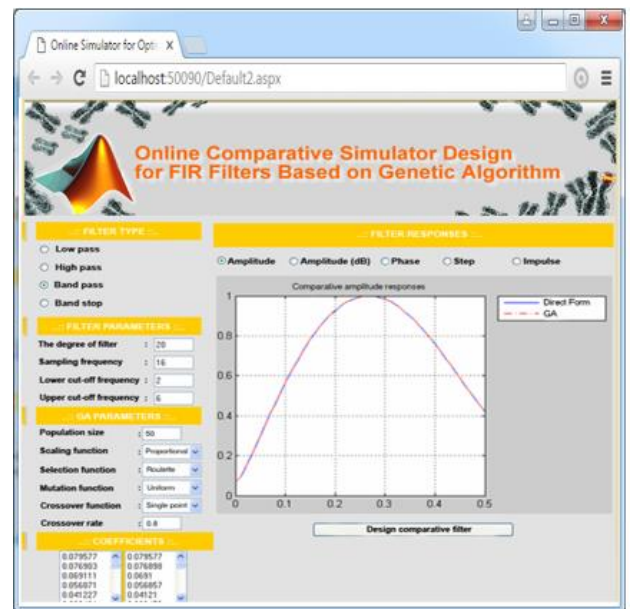 Online Simulator for Opti
localhost:50090/Default2.aspx
Online Comparative Simulator Design
for FIR Filters Based on Genetic Algorithm
..:: FILTER TYPE ::..
Low pass
High pass
Band pass
Band stop
..:: FILTER PARAMETERS ::..
The degree of filter : 20
Sampling frequency : 16
Lower cut-off frequency : 2
Upper cut-off frequency : 6
..:: GA PARAMETERS ::..
Population size : 50
Scaling function : Proportional
Selection function : Roulette
Mutation function : Uniform
Crossover function : Single point
Crossover rate : 0.8
..:: COEFFICIENTS ::..
0.079577 0.079577
0.076903 0.076898
0.069111 0.0691
0.056871 0.056857
0.041227 0.04121
..:: FILTER RESPONSES ::..
Amplitude Amplitude (dB) Phase Step Impulse
Comparative amplitude responses
Direct Form
GA
1
0.8
0.6
0.4
0.2
0
0 0.1 0.2 0.3 0.4 0.5
Design comparative filter